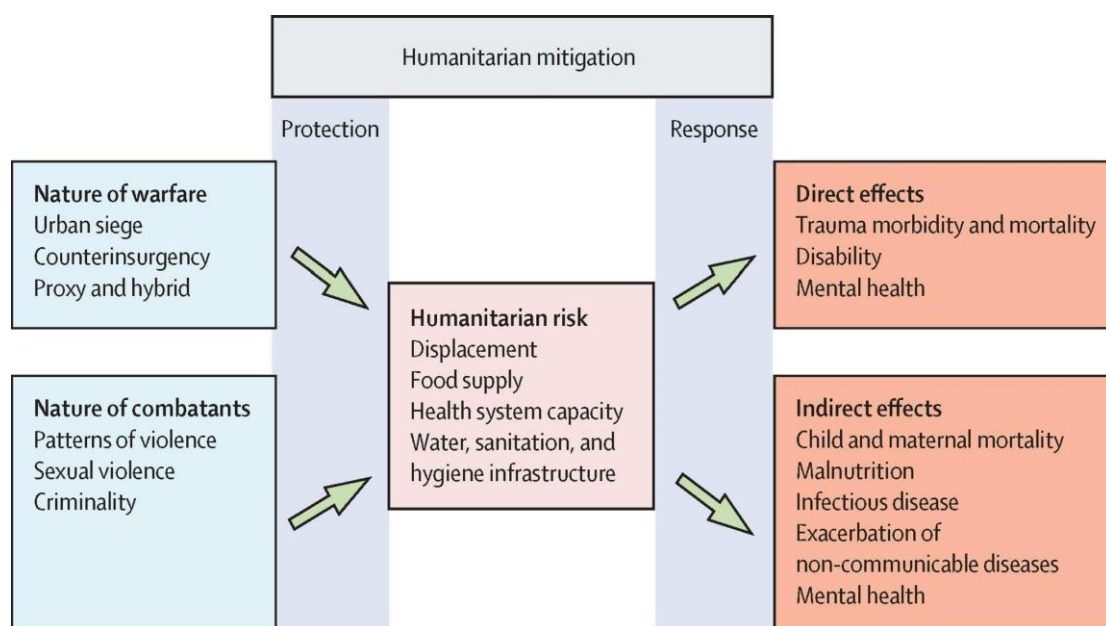 Humanitarian mitigation
Protection
Response
Nature of warfare
Urban siege
Counterinsurgency
Proxy and hybrid
Nature of combatants
Patterns of violence
Sexual violence
Criminality
Humanitarian risk
Displacement
Food supply
Health system capacity
Water, sanitation, and
hygiene infrastructure
Direct effects
Trauma morbidity and mortality
Disability
Mental health
Indirect effects
Child and maternal mortality
Malnutrition
Infectious disease
Exacerbation of
non-communicable diseases
Mental health